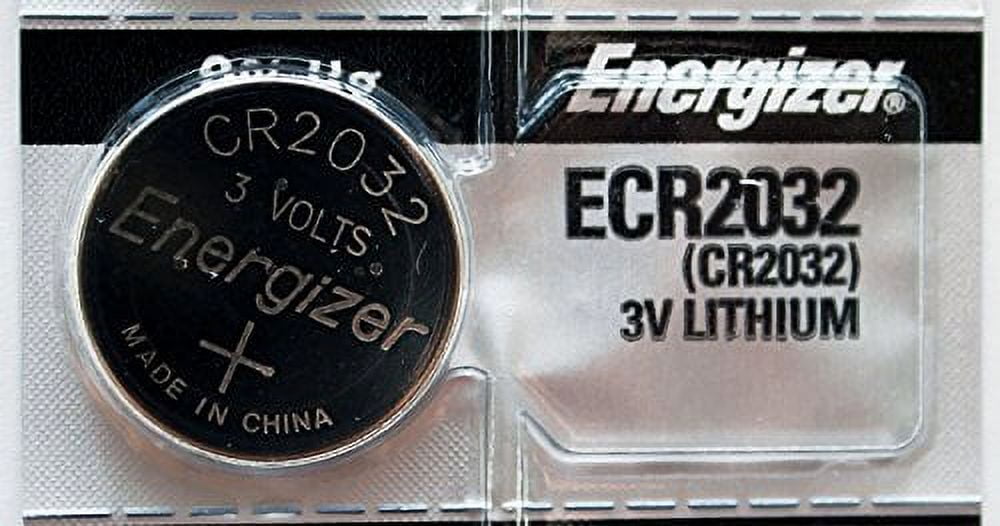 CR2032
3 VOLTS
Energizer
+
MADE IN CHINA
Energizer®
ECR2032
(CR2032)
3V LITHIUM